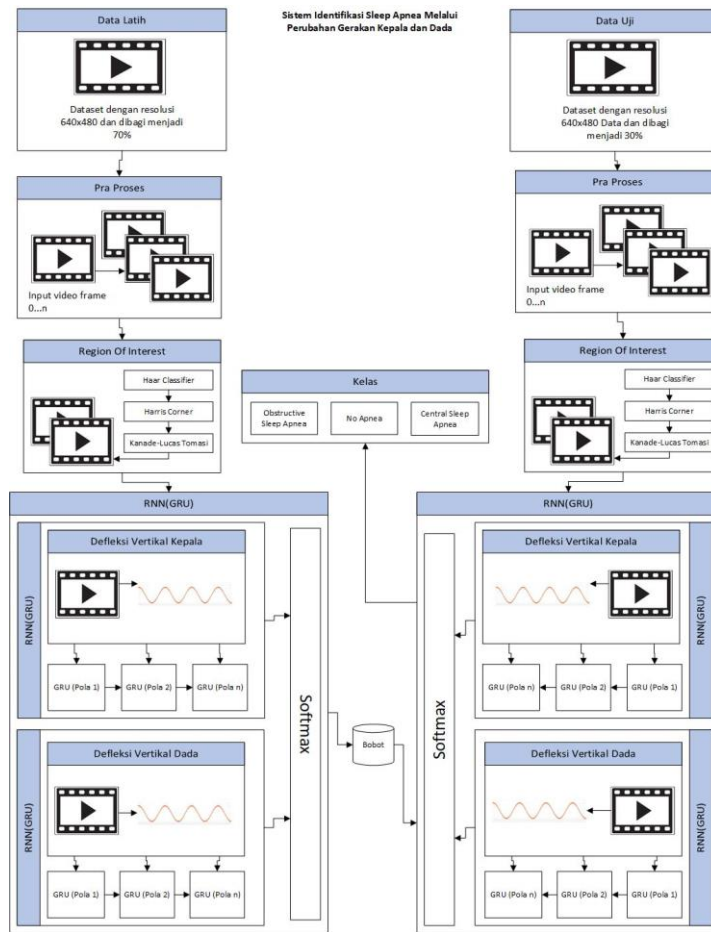 Sistem Identifikasi Sleep Apnea Melalui
Perubahan Gerakan Kepala dan Dada
Data Latih
Dataset dengan resolusi
640x480 dan dibagi menjadi
70%
Pra Proses
Input video frame
0...n
Region Of Interest
Haar Classifier
Harris Corner
Kanade-Lucas Tomasi
RNN(GRU)
RNN(GRU)
Defleksi Vertikal Kepala
GRU (Pola 1)
GRU (Pola 2)
GRU (Pola n)
RNN(GRU)
Defleksi Vertikal Dada
GRU (Pola 1)
GRU (Pola 2)
GRU (Pola n)
Softmax
Bobot
Kelas
Obstructive
Sleep Apnea
No Apnea
Central Sleep
Apnea
Data Uji
Dataset dengan resolusi
640x480 Data dan dibagi
menjadi 30%
Pra Proses
Input video frame
0...n
Region Of Interest
Haar Classifier
Harris Corner
Kanade-Lucas Tomasi
RNN(GRU)
Softmax
Defleksi Vertikal Kepala
GRU (Pola n)
GRU (Pola 2)
GRU (Pola 1)
RNN(GRU)
Defleksi Vertikal Dada
GRU (Pola n)
GRU (Pola 2)
GRU (Pola 1)
RNN(GRU)